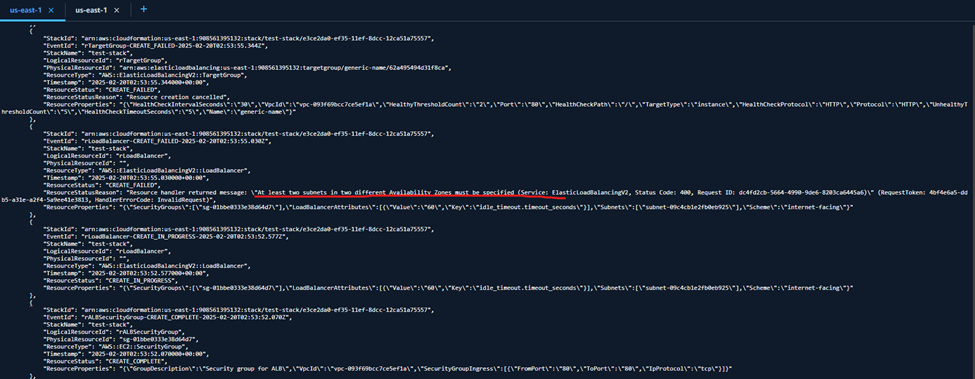 us-east-1 × us-east-1 × +
},
{
"StackId": "arn:aws:cloudformation:us-east-1:908561395132:stack/test-stack/e3ce2da0-ef35-11ef-8dcc-12ca51a75557",
"EventId": "rTargetGroup-CREATE_FAILED-2025-02-20T02:53:55.344Z",
"StackName": "test-stack",
"LogicalResourceId": "rTargetGroup",
"PhysicalResourceId": "arn:aws:elasticloadbalancing:us-east-1:908561395132:targetgroup/generic-name/62a495494d31f8ca",
"ResourceType": "AWS::ElasticLoadBalancingV2::TargetGroup",
"Timestamp": "2025-02-20T02:53:55.344000+00:00",
"ResourceStatus": "CREATE_FAILED",
"ResourceStatusReason": "Resource creation cancelled",
"ResourceProperties": "{\"HealthCheckIntervalSeconds\":\"30\",\"VpcId\":\"vpc-093f69bcc7ce5ef1a\",\"HealthyThresholdCount\":\"2\",\"Port\":\"80\",\"HealthCheckPath\":\"/\",\"TargetType\":\"instance\",\"HealthCheckProtocol\":\"HTTP\",\"Protocol\":\"HTTP\",\"UnhealthyT
hresholdCount\":\"5\",\"HealthCheckTimeoutSeconds\":\"5\",\"Name\":\"generic-name\"}"
},
{
"StackId": "arn:aws:cloudformation:us-east-1:908561395132:stack/test-stack/e3ce2da0-ef35-11ef-8dcc-12ca51a75557",
"EventId": "rLoadBalancer-CREATE_FAILED-2025-02-20T02:53:55.030Z",
"StackName": "test-stack",
"LogicalResourceId": "rLoadBalancer",
"PhysicalResourceId": "",
"ResourceType": "AWS::ElasticLoadBalancingV2::LoadBalancer",
"Timestamp": "2025-02-20T02:53:55.030000+00:00",
"ResourceStatus": "CREATE_FAILED",
"ResourceStatusReason": "Resource handler returned message: \"At least two subnets in two different Availability Zones must be specified (Service: ElasticLoadBalancingV2, Status Code: 400, Request ID: dc4fd2cb-5664-4990-9de6-8203ca6445a6)\" (RequestToken: 4bf4e6a5-dd
b5-a31e-a2f4-5a9ee41e3813, HandlerErrorCode: InvalidRequest)",
"ResourceProperties": "{\"SecurityGroups\":[\"sg-01bbe0333e38d64d7\"],\"LoadBalancerAttributes\":[{\"Value\":\"60\",\"Key\":\"idle_timeout.timeout_seconds\"}],\"Subnets\":[\"subnet-09c4cb1e2fb0eb925\"],\"Scheme\":\"internet-facing\"}"
},
{
"StackId": "arn:aws:cloudformation:us-east-1:908561395132:stack/test-stack/e3ce2da0-ef35-11ef-8dcc-12ca51a75557",
"EventId": "rLoadBalancer-CREATE_IN_PROGRESS-2025-02-20T02:53:52.577Z",
"StackName": "test-stack",
"LogicalResourceId": "rLoadBalancer",
"PhysicalResourceId": "",
"ResourceType": "AWS::ElasticLoadBalancingV2::LoadBalancer",
"Timestamp": "2025-02-20T02:53:52.577000+00:00",
"ResourceStatus": "CREATE_IN_PROGRESS",
"ResourceProperties": "{\"SecurityGroups\":[\"sg-01bbe0333e38d64d7\"],\"LoadBalancerAttributes\":[{\"Value\":\"60\",\"Key\":\"idle_timeout.timeout_seconds\"}],\"Subnets\":[\"subnet-09c4cb1e2fb0eb925\"],\"Scheme\":\"internet-facing\"}"
},
{
"StackId": "arn:aws:cloudformation:us-east-1:908561395132:stack/test-stack/e3ce2da0-ef35-11ef-8dcc-12ca51a75557",
"EventId": "rALBSecurityGroup-CREATE_COMPLETE-2025-02-20T02:53:52.070Z",
"StackName": "test-stack",
"LogicalResourceId": "rALBSecurityGroup",
"PhysicalResourceId": "sg-01bbe0333e38d64d7",
"ResourceType": "AWS::EC2::SecurityGroup",
"Timestamp": "2025-02-20T02:53:52.070000+00:00",
"ResourceStatus": "CREATE_COMPLETE",
"ResourceProperties": "{\"GroupDescription\":\"Security group for ALB\",\"VpcId\":\"vpc-093f69bcc7ce5ef1a\",\"SecurityGroupIngress\":[{\"FromPort\":\"80\",\"ToPort\":\"80\",\"IpProtocol\":\"tcp\"}]}"
},